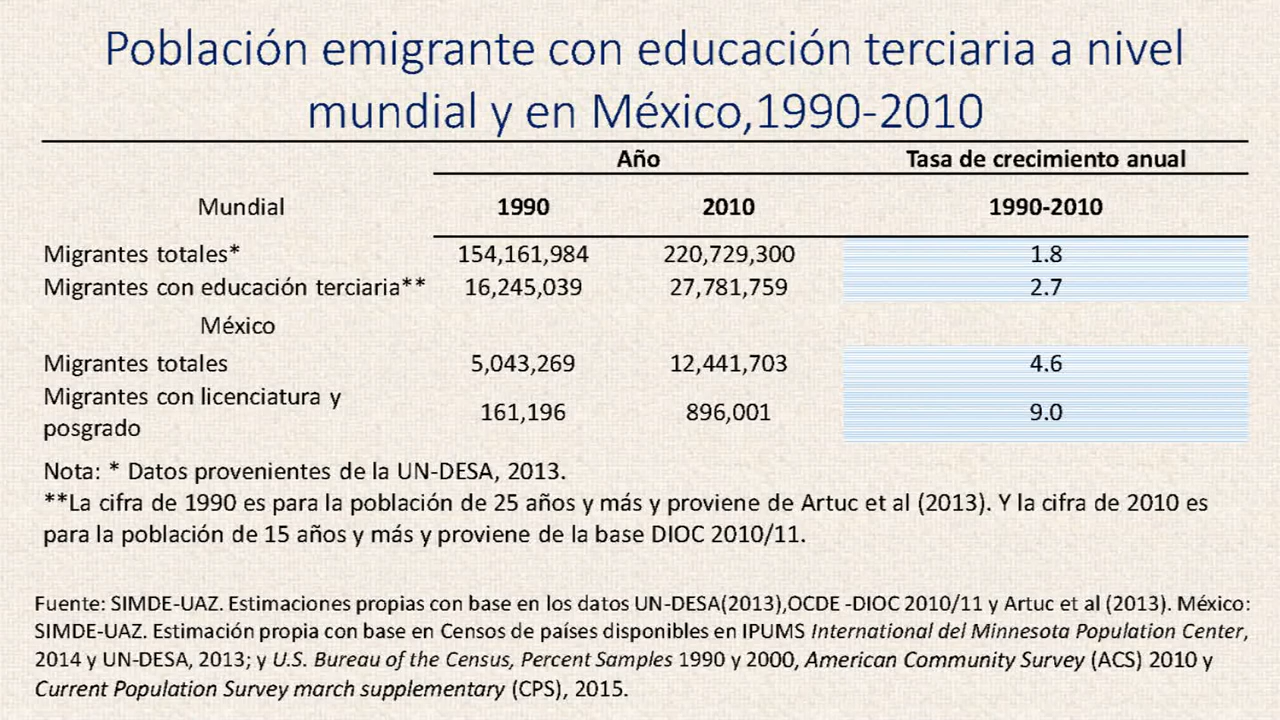 Población emigrante con educación terciaria a nivel
mundial y en México,1990-2010
Año Tasa de crecimiento anual
Mundial 1990 2010 1990-2010
Migrantes totales* 154,161,984 220,729,300 1.8
Migrantes con educación terciaria** 16,245,039 27,781,759 2.7
México
Migrantes totales 5,043,269 12,441,703 4.6
Migrantes con licenciatura y
posgrado 161,196 896,001 9.0
Nota: * Datos provenientes de la UN-DESA, 2013.
**La cifra de 1990 es para la población de 25 años y más y proviene de Artuc et al (2013). Y la cifra de 2010 es
para la población de 15 años y más y proviene de la base DIOC 2010/11.
Fuente: SIMDE-UAZ. Estimaciones propias con base en los datos UN-DESA(2013),OCDE -DIOC 2010/11 y Artuc et al (2013). México:
SIMDE-UAZ. Estimación propia con base en Censos de países disponibles en IPUMS International del Minnesota Population Center,
2014 y UN-DESA, 2013; y U.S. Bureau of the Census, Percent Samples 1990 y 2000, American Community Survey (ACS) 2010 y
Current Population Survey march supplementary (CPS), 2015.